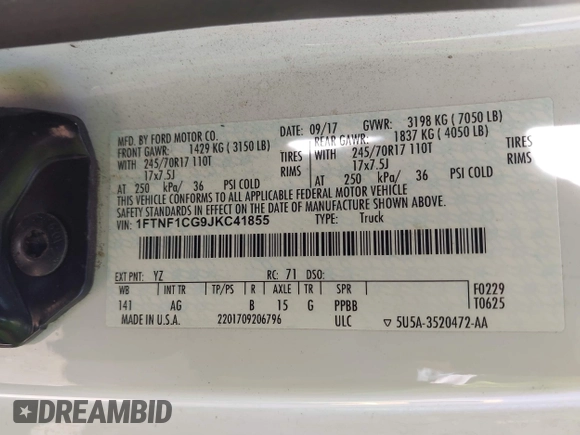 MFD. BY FORD MOTOR CO. DATE: 09/17 GVWR: 3198 KG ( 7050 LB)
FRONT GAWR: 1429 KG ( 3150 LB) REAR GAWR: 1837 KG ( 4050 LB)
WITH 245/70R17 110T TIRES WITH 245/70R17 110T TIRES
17x7.5J RIMS 17x7.5J RIMS
AT 250 kPa/ 36 PSI COLD AT 250 kPa/ 36 PSI COLD
THIS VEHICLE CONFORMS TO ALL APPLICABLE FEDERAL MOTOR VEHICLE
SAFETY STANDARDS IN EFFECT ON THE DATE OF MANUFACTURE SHOWN ABOVE.
VIN: 1FTNF1CG9JKC41855 TYPE: Truck
EXT PNT: YZ RC: 71 DSO:
WB INT TR TP/PS R AXLE TR SPR F0229
141 AG B 15 G PPBB T0625
MADE IN U.S.A. 2201709206796 ULC ▽ 5U5A-3520472-AA
DREAMBID